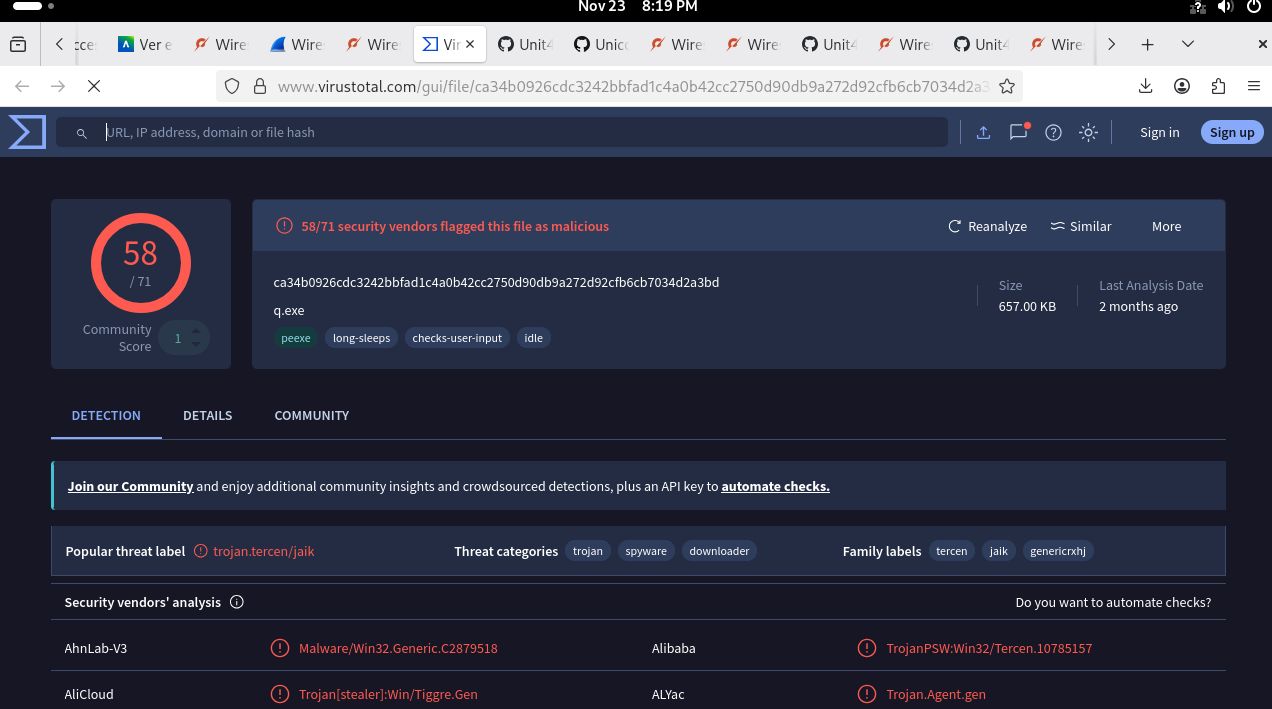 Nov 23 8:19 PM
Ver e
Wire
Wire
Wire
Vir
Unit4
Wire
Wire
Unit4
Wire
Unit4
Wire
www.virustotal.com/gui/file/ca34b0926cdc3242bbfad1c4a0b42cc2750d90db9a272d92cfb6cb7034d2a3
URL, IP address, domain or file hash
Sign in
Sign up
58
/ 71
Community
Score
1
58/71 security vendors flagged this file as malicious
Reanalyze
Similar
More
ca34b0926cdc3242bbfad1c4a0b42cc2750d90db9a272d92cfb6cb7034d2a3bd
q.exe
peexe
long-sleeps
checks-user-input
idle
Size
657.00 KB
Last Analysis Date
2 months ago
DETECTION
DETAILS
COMMUNITY
Join our Community and enjoy additional community insights and crowdsourced detections, plus an API key to automate checks.
Popular threat label trojan.tercen/jaik
Threat categories trojan spyware downloader
Family labels tercen jaik genericrxhj
Security vendors' analysis
Do you want to automate checks?
AhnLab-V3 Malware/Win32.Generic.C2879518
Alibaba TrojanPSW:Win32/Tercen.10785157
AliCloud Trojan[stealer]:Win/Tiggre.Gen
ALYac Trojan.Agent.gen